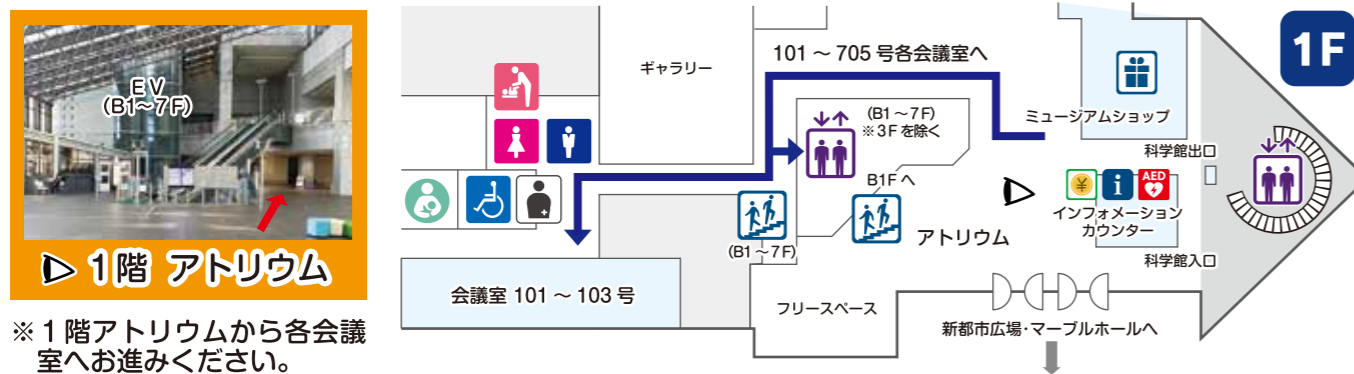 EV
(B1〜7F)
1階 アトリウム
※1階アトリウムから各会議
室へお進みください。
1F
101 〜 705 号各会議室へ
ギャラリー
(B1〜7F)
※3Fを除く
ミュージアムショップ
科学館出口
B1Fへ
AED
¥
i
インフォメーション
カウンター
アトリウム
(B1〜7F)
科学館入口
会議室 101 〜 103 号
フリースペース
新都市広場・マーブルホールへ